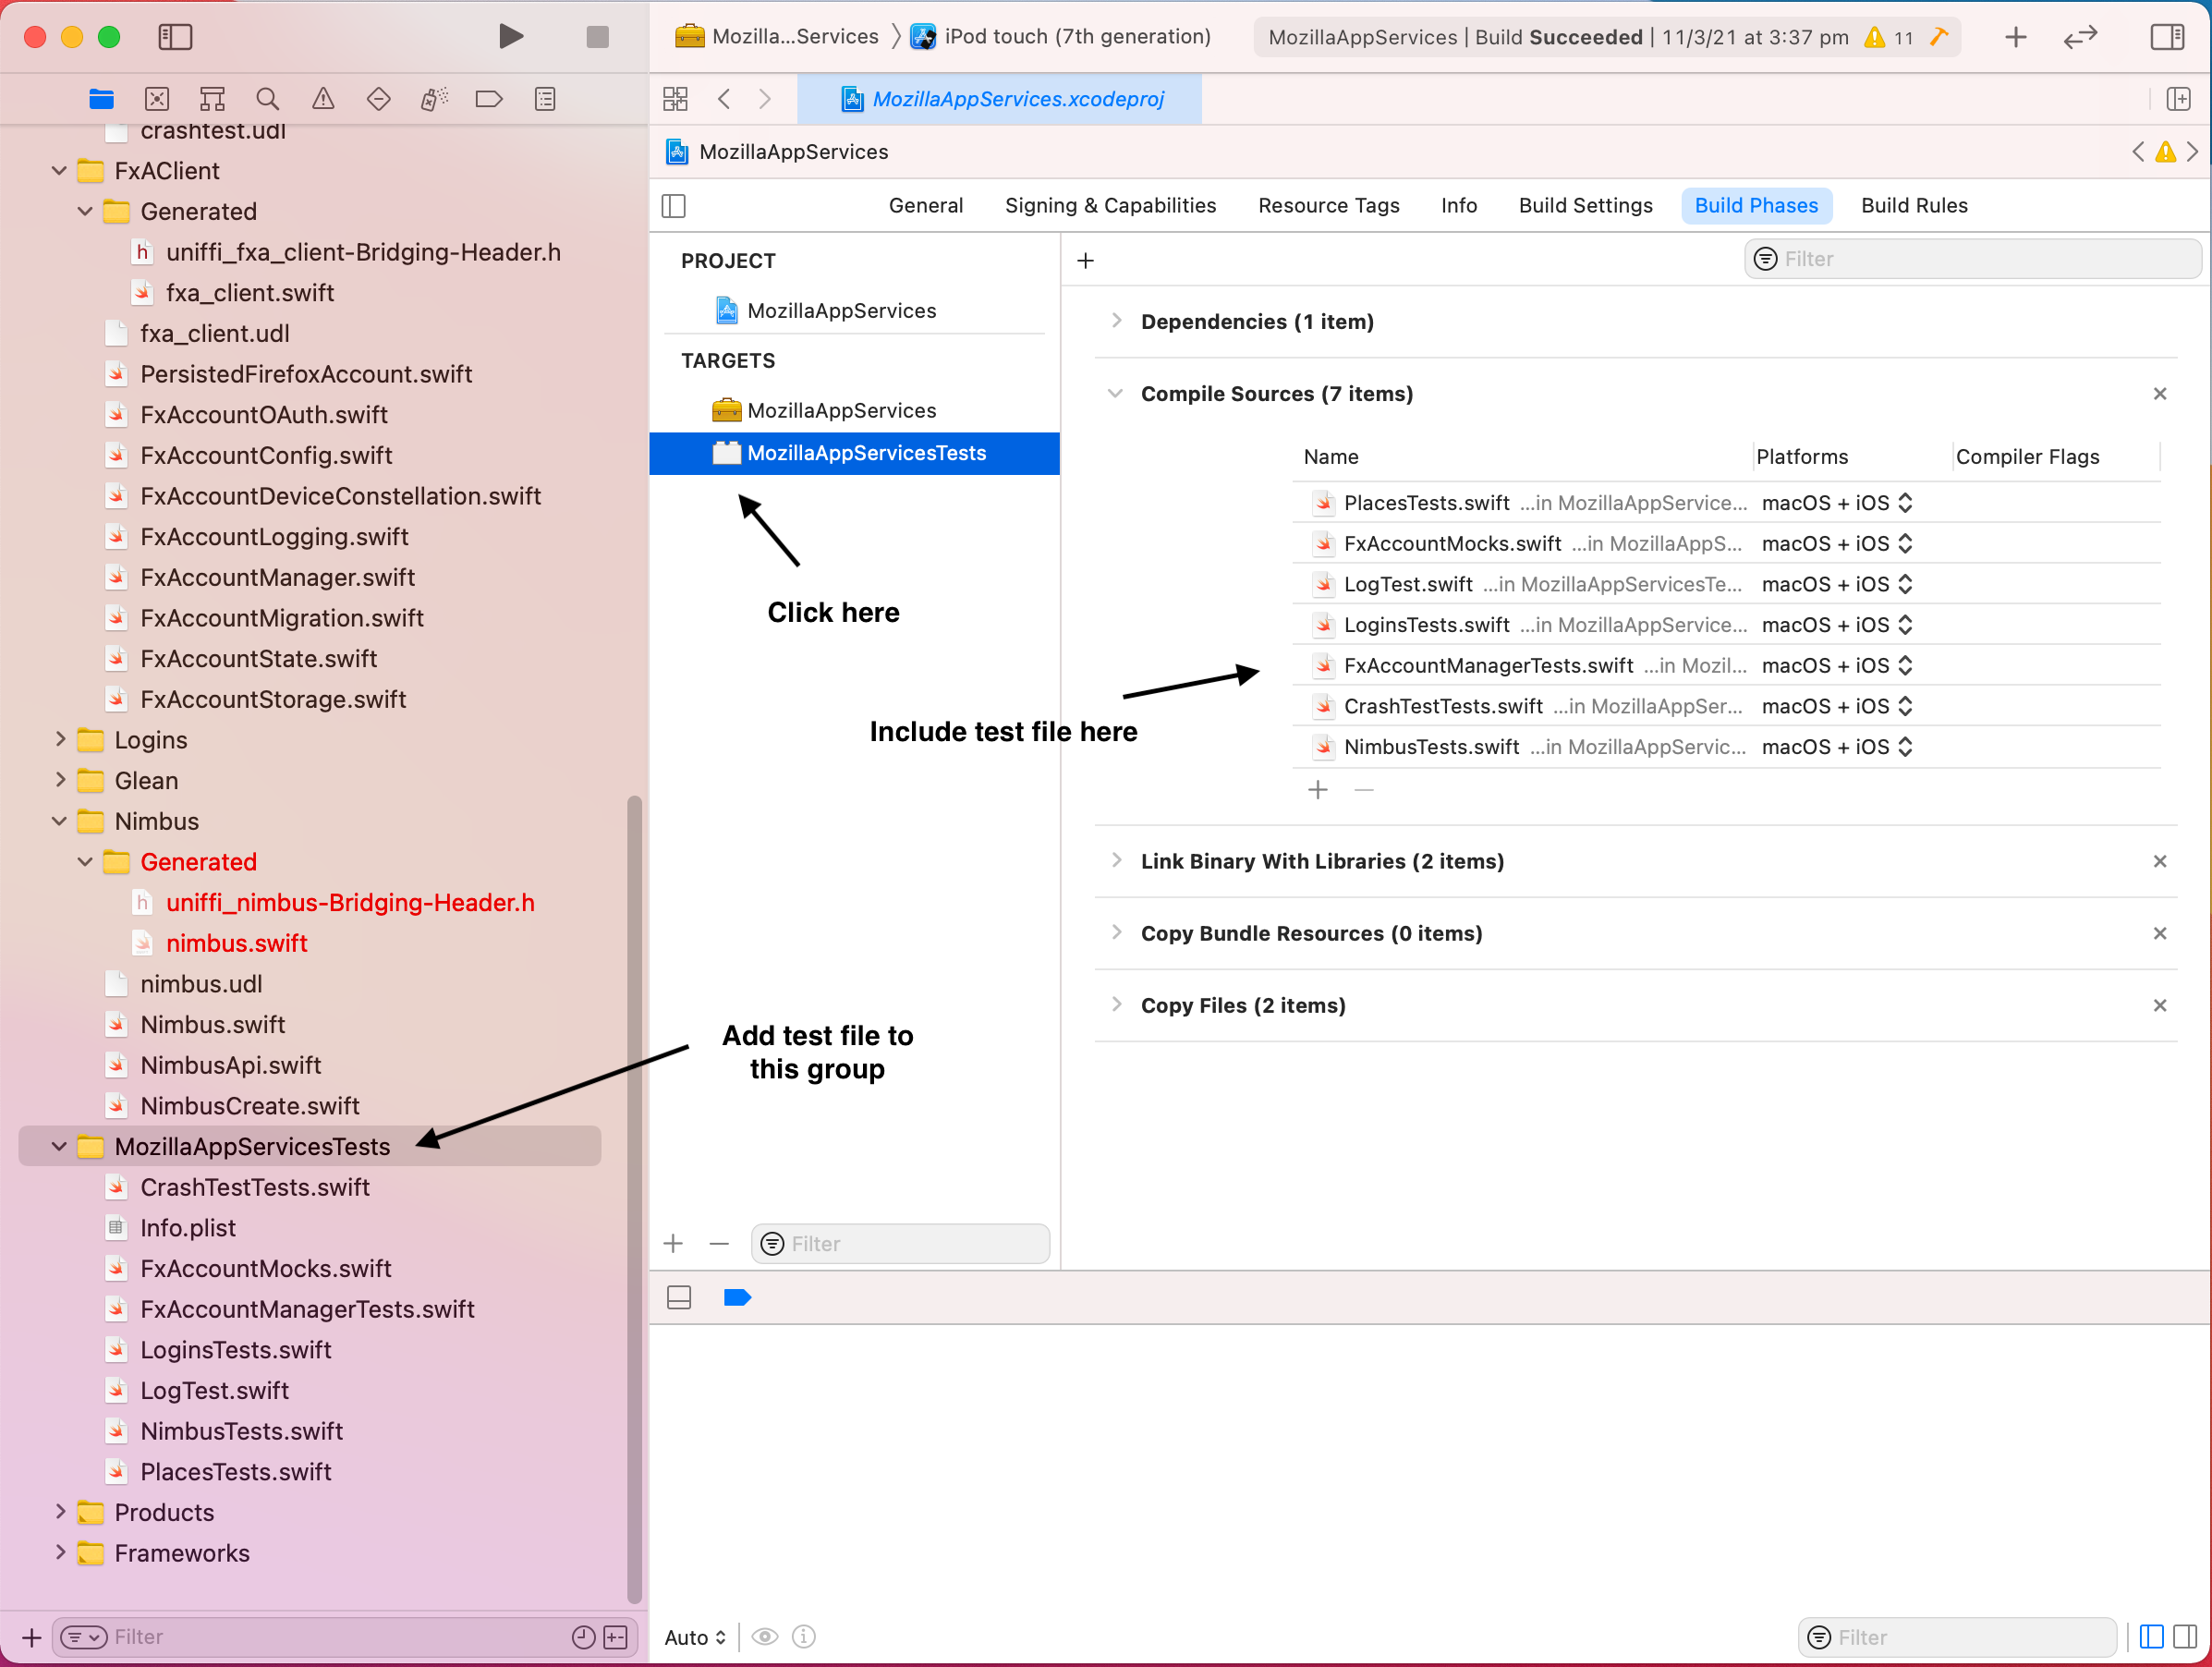 Mozilla...Services
iPod touch (7th generation)
MozillaAppServices | Build Succeeded | 11/3/21 at 3:37 pm
11
MozillaAppServices.xcodeproj
crashtest.udl
FxAClient
Generated
uniffi_fxa_client-Bridging-Header.h
fxa_client.swift
fxa_client.udl
PersistedFirefoxAccount.swift
FxAccountOAuth.swift
FxAccountConfig.swift
FxAccountDeviceConstellation.swift
FxAccountLogging.swift
FxAccountManager.swift
FxAccountMigration.swift
FxAccountState.swift
FxAccountStorage.swift
Logins
Glean
Nimbus
Generated
uniffi_nimbus-Bridging-Header.h
nimbus.swift
nimbus.udl
Nimbus.swift
NimbusApi.swift
NimbusCreate.swift
MozillaAppServicesTests
CrashTestTests.swift
Info.plist
FxAccountMocks.swift
FxAccountManagerTests.swift
LoginsTests.swift
LogTest.swift
NimbusTests.swift
PlacesTests.swift
Products
Frameworks
Filter
MozillaAppServices
General Signing & Capabilities Resource Tags Info Build Settings Build Phases Build Rules
PROJECT
MozillaAppServices
TARGETS
MozillaAppServices
MozillaAppServicesTests
Click here
Include test file here
Add test file to
this group
Filter
Filter
Dependencies (1 item)
Compile Sources (7 items)
Name Platforms Compiler Flags
PlacesTests.swift ...in MozillaAppService... macOS + iOS
FxAccountMocks.swift ...in MozillaAppS... macOS + iOS
LogTest.swift ...in MozillaAppServicesTe... macOS + iOS
LoginsTests.swift ...in MozillaAppService... macOS + iOS
FxAccountManagerTests.swift ...in Mozil... macOS + iOS
CrashTestTests.swift ...in MozillaAppSer... macOS + iOS
NimbusTests.swift ...in MozillaAppServic... macOS + iOS
Link Binary With Libraries (2 items)
Copy Bundle Resources (0 items)
Copy Files (2 items)
Auto
Filter